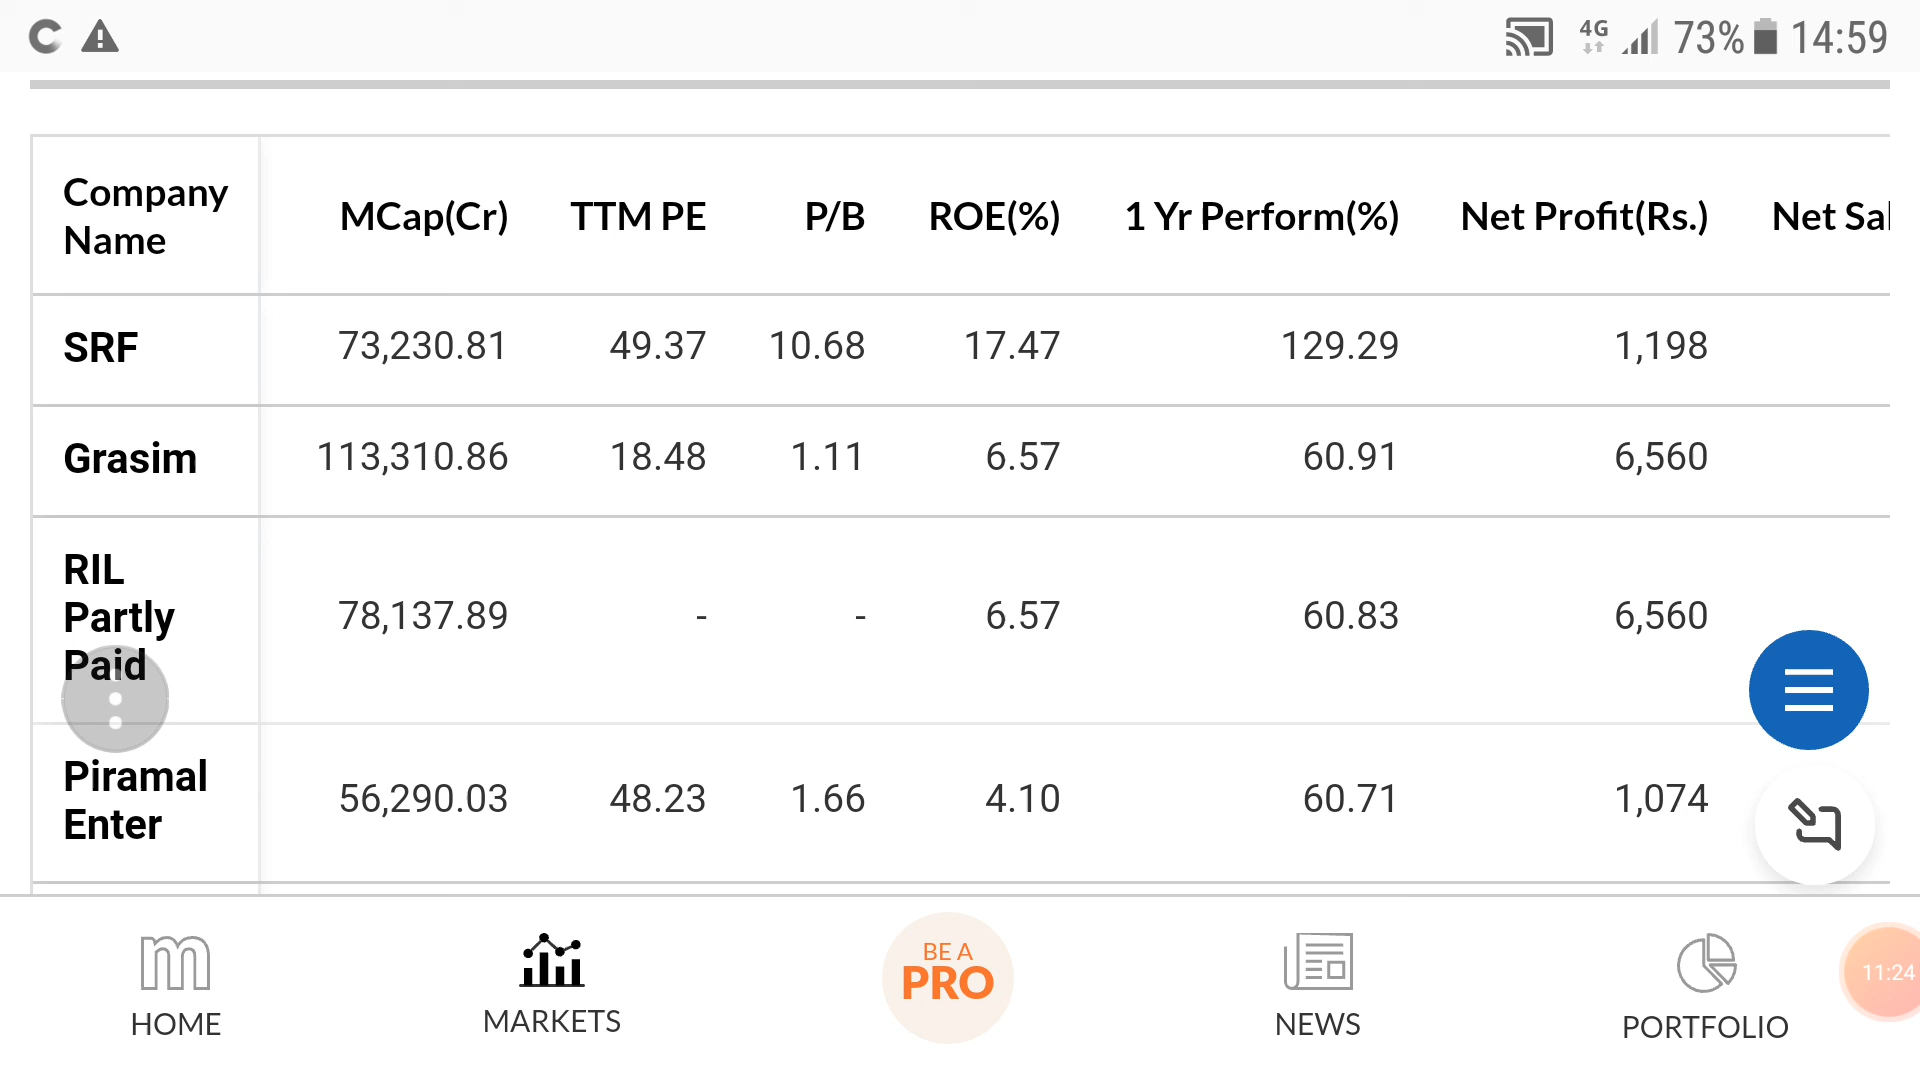 4G 73% 14:59
Company Name MCap(Cr) TTM PE P/B ROE(%) 1 Yr Perform(%) Net Profit(Rs.) Net Sal
SRF 73,230.81 49.37 10.68 17.47 129.29 1,198
Grasim 113,310.86 18.48 1.11 6.57 60.91 6,560
RIL Partly Paid 78,137.89 - - 6.57 60.83 6,560
Piramal Enter 56,290.03 48.23 1.66 4.10 60.71 1,074
m
HOME
MARKETS
BE A
PRO
NEWS
PORTFOLIO
11:24